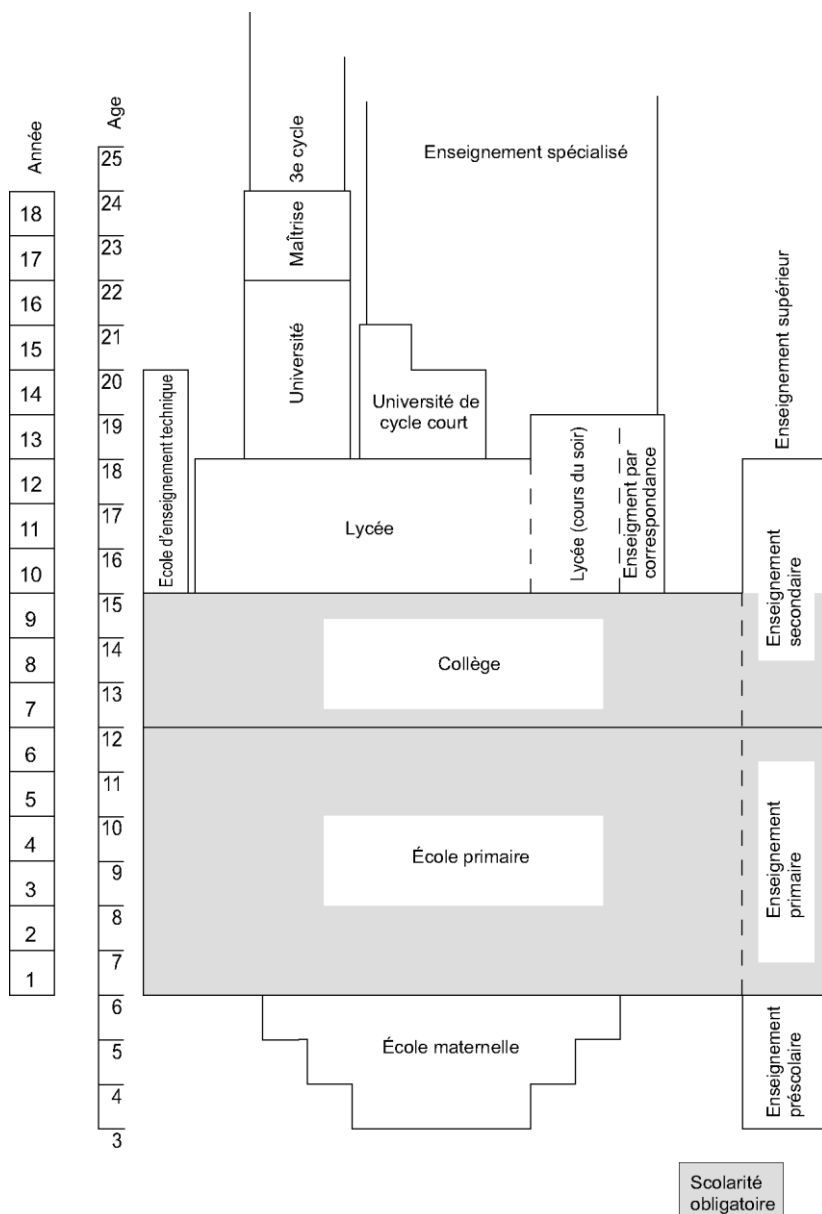 Année
Age
3e cycle
Enseignement spécialisé
25
18
24
Maîtrise
17
23
16
22
Enseignement supérieur
15
21
Université
14
20
Ecole d'enseignement technique
Université de
cycle court
13
19
12
18
Lycée
Lycée (cours du soir)
Enseigment par
correspondance
11
17
10
16
9
15
Enseignement
secondaire
8
14
Collège
7
13
6
12
5
11
4
10
École primaire
Enseignement
primaire
3
9
2
8
1
7
6
5
École maternelle
Enseignement
préscolaire
4
3
Scolarité
obligatoire